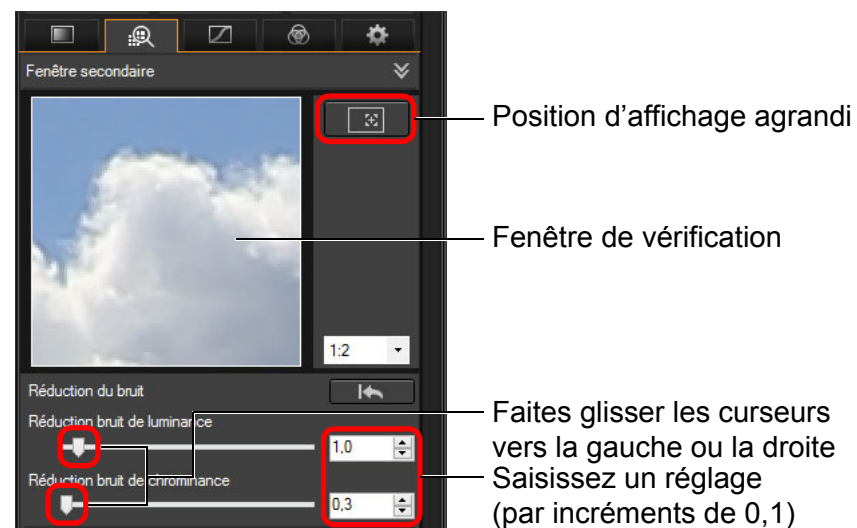 Fenêtre secondaire
Position d’affichage agrandi
Fenêtre de vérification
1:2
Réduction du bruit
Réduction bruit de luminance
1,0
Réduction bruit de chrominance
0,3
Faites glisser les curseurs
vers la gauche ou la droite
Saisissez un réglage
(par incréments de 0,1)